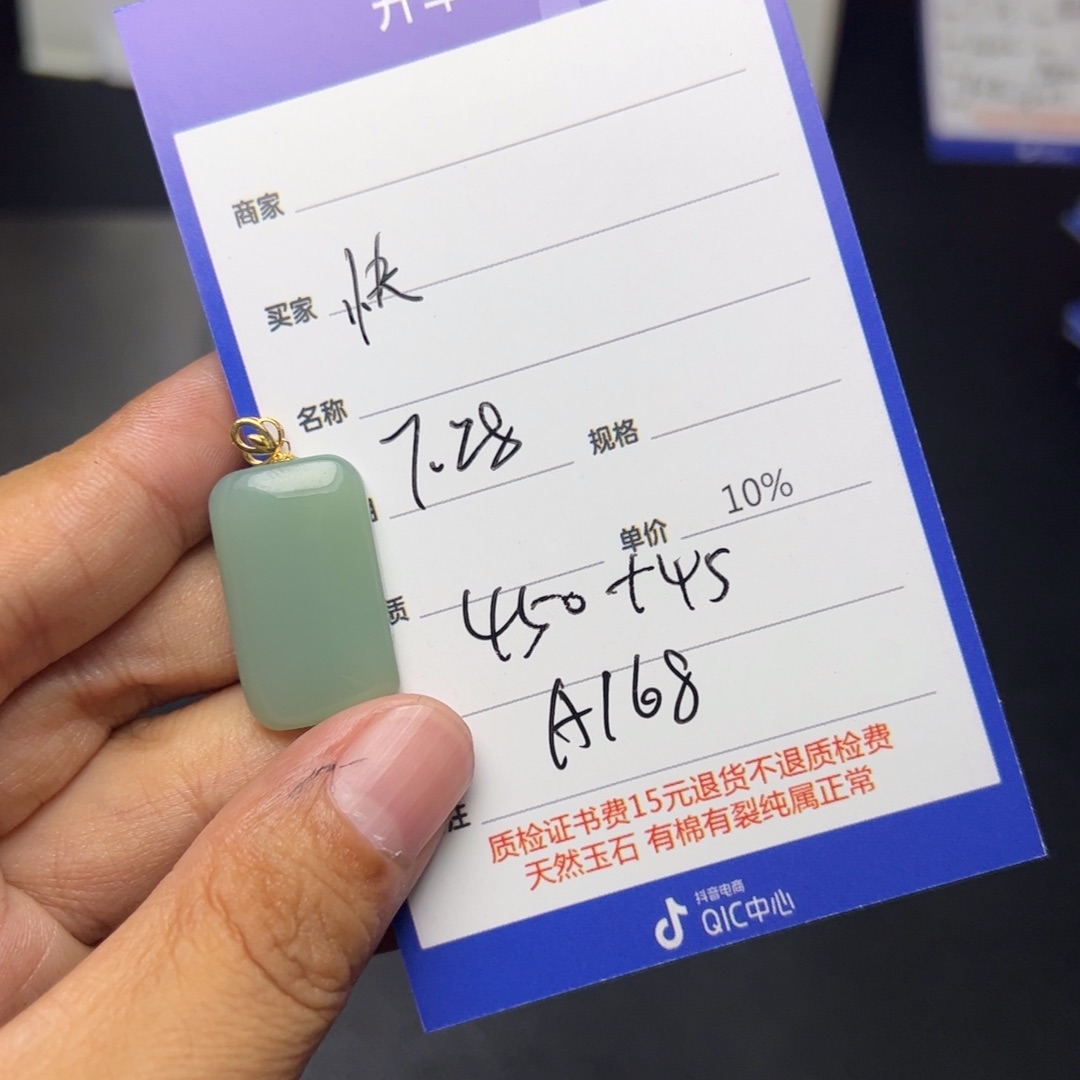 商家
买家 快
名称
7.28 规格
单价 10%
质 450+45
A168
注
质检证书费15元退货不退质检费
天然玉石 有棉有裂纯属正常
抖音电商
QIC中心